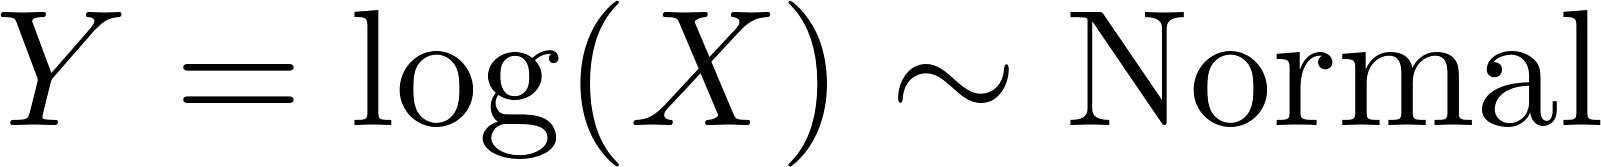 Y = log(X) ∼ Normal